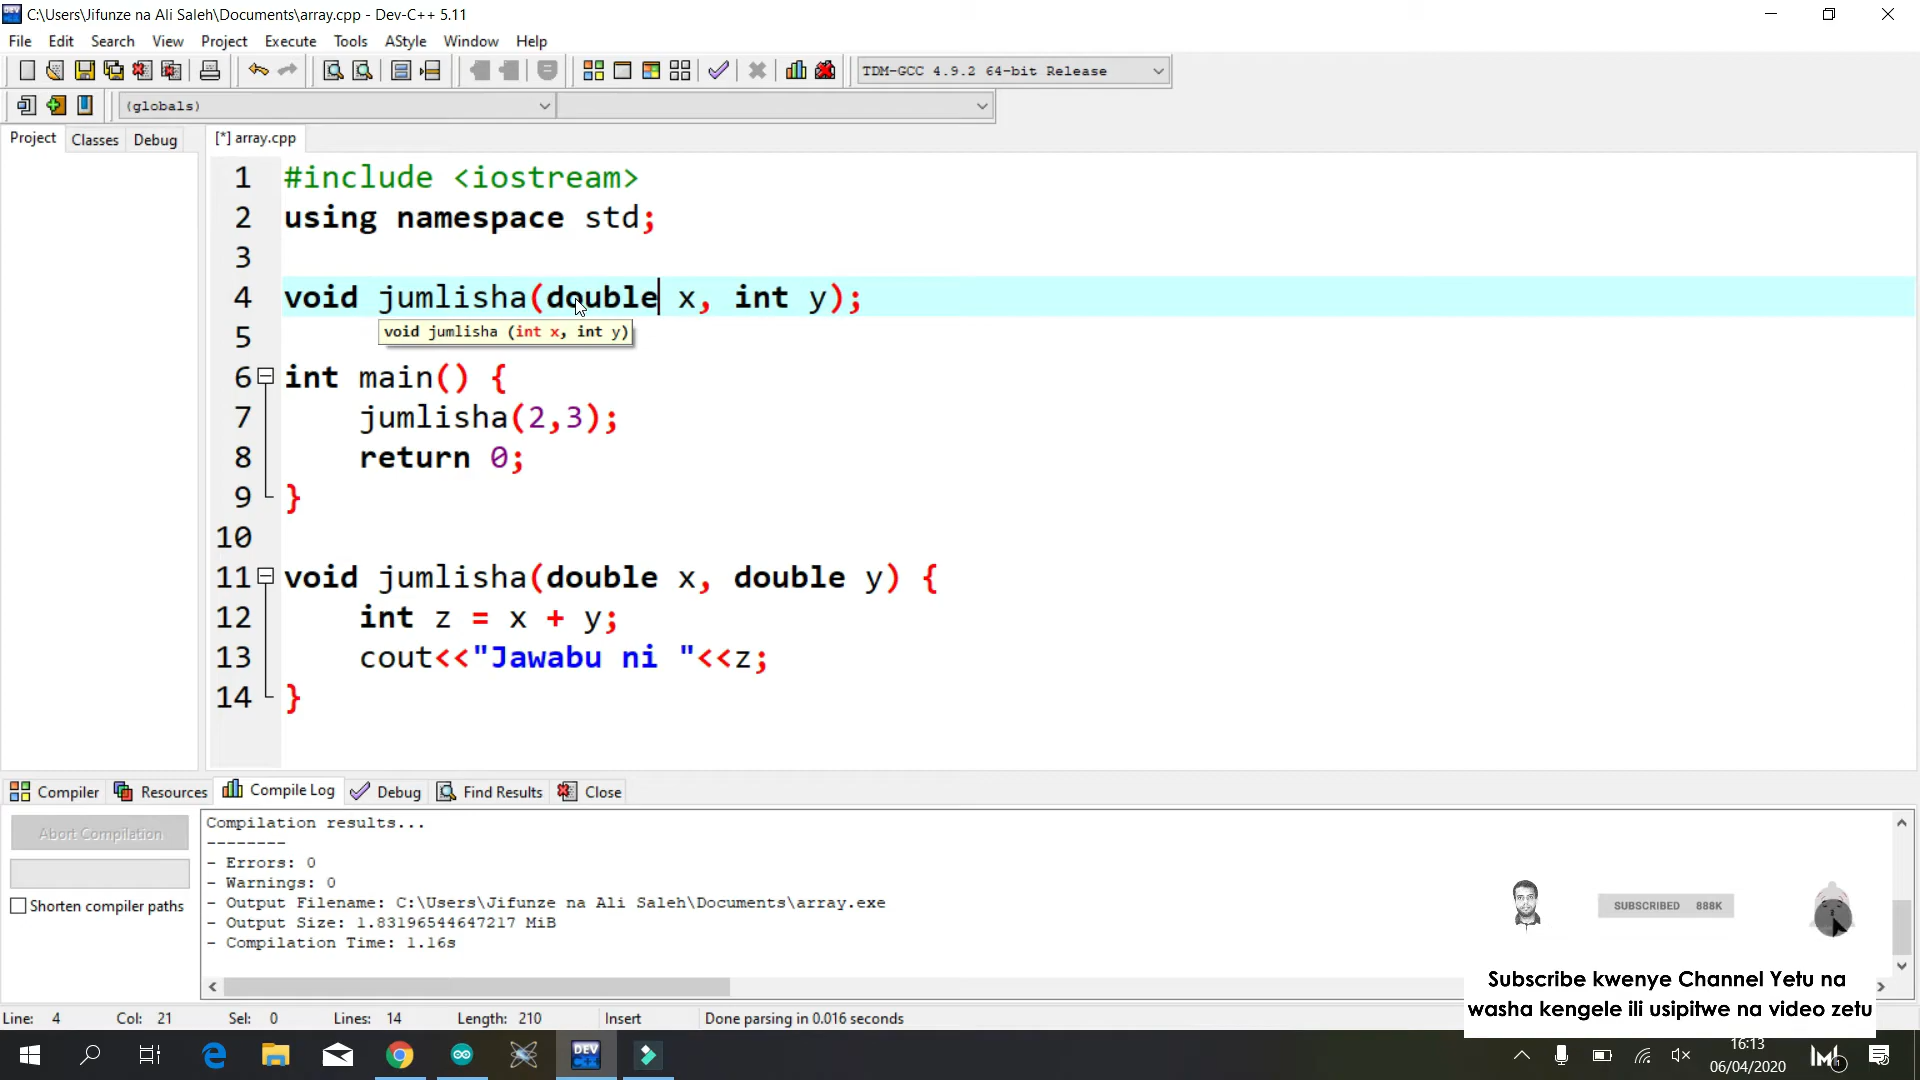 C:\Users\Jifunze na Ali Saleh\Documents\array.cpp - Dev-C++ 5.11
File Edit Search View Project Execute Tools AStyle Window Help
TDM-GCC 4.9.2 64-bit Release
(globals)
Project Classes Debug [*] array.cpp
1 #include <iostream>
2 using namespace std;
3
4 void jumlisha(double x, int y);
void jumlisha (int x, int y)
5
6 int main() {
7 jumlisha(2,3);
8 return 0;
9 }
10
11 void jumlisha(double x, double y) {
12 int z = x + y;
13 cout<<"Jawabu ni "<<z;
14 }
Compiler Resources Compile Log Debug Find Results Close
Abort Compilation
Shorten compiler paths
Compilation results...
--------
- Errors: 0
- Warnings: 0
- Output Filename: C:\Users\Jifunze na Ali Saleh\Documents\array.exe
- Output Size: 1.83196544647217 MiB
- Compilation Time: 1.16s
SUBSCRIBED 888K
Subscribe kwenye Channel Yetu na
washa kengele ili usipitwe na video zetu
Line: 4 Col: 21 Sel: 0 Lines: 14 Length: 210 Insert Done parsing in 0.016 seconds
DEV C++
16:13
06/04/2020
1